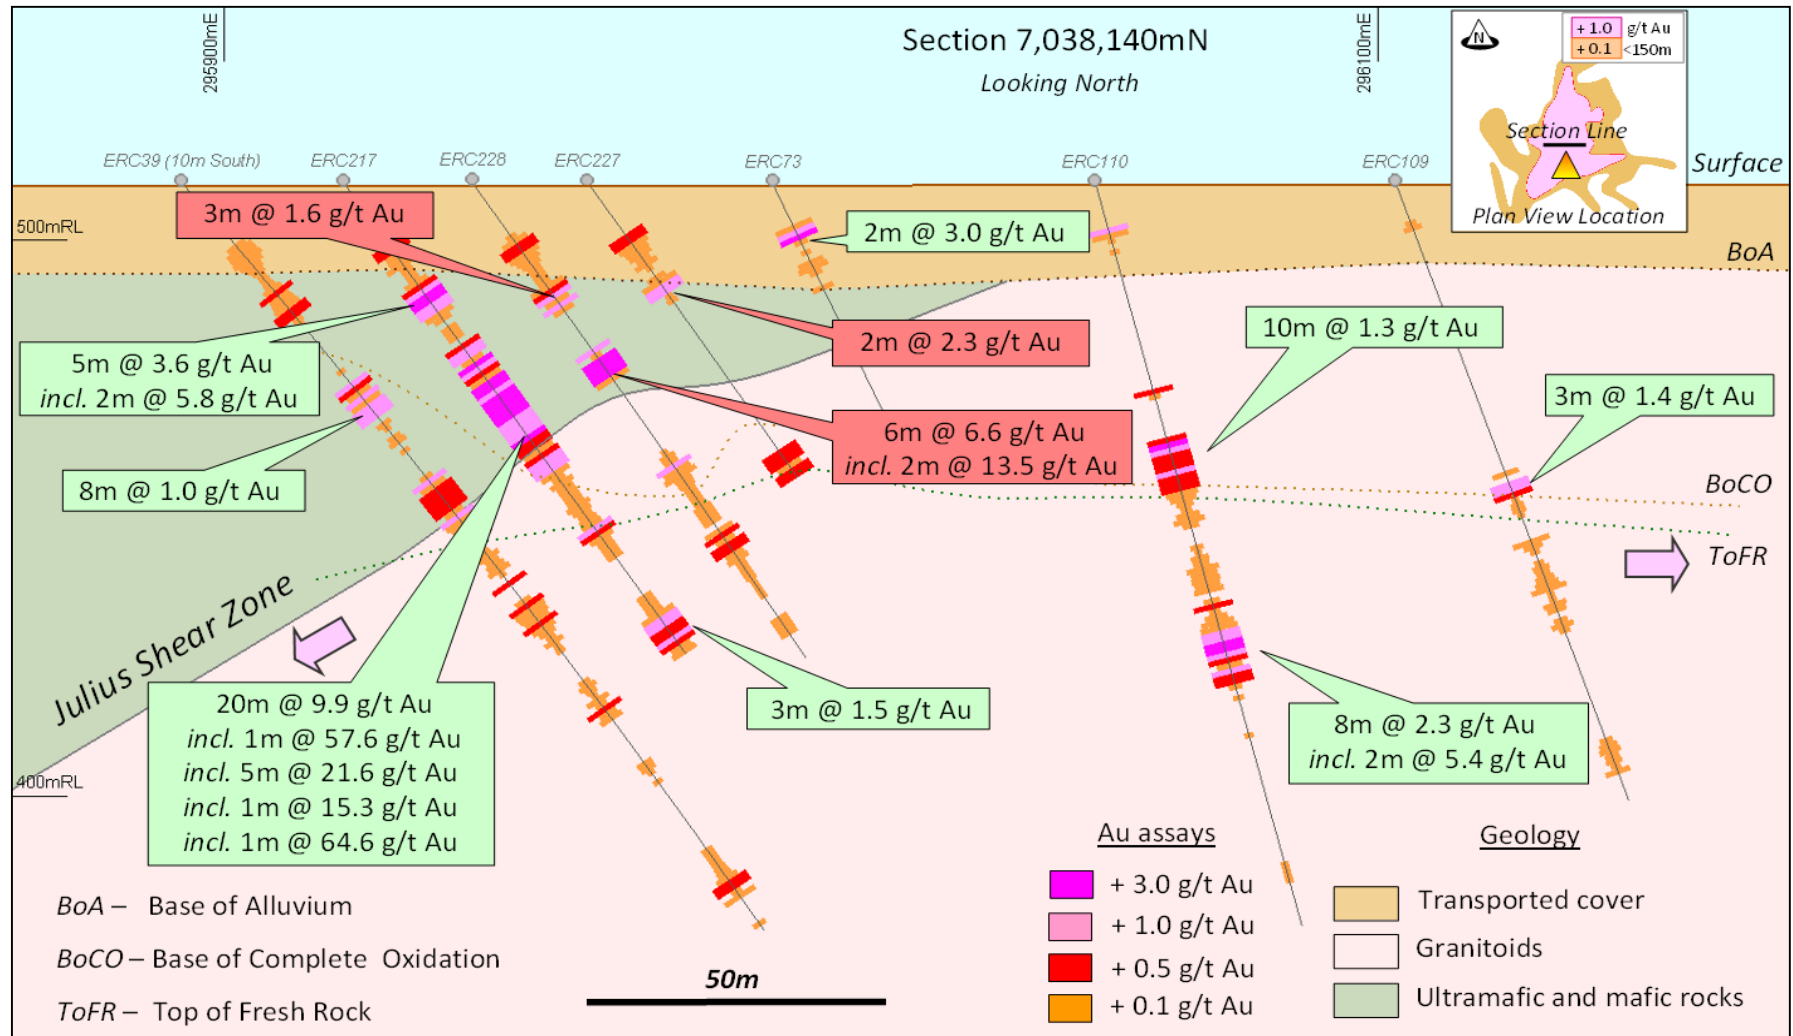 Section 7,038,140mN
Looking North
295900mE
296100mE
N
+ 1.0 g/t Au
+ 0.1 <150m
Section Line
Plan View Location
ERC39 (10m South)
ERC217
ERC228
ERC227
ERC73
ERC110
ERC109
Surface
500mRL
3m @ 1.6 g/t Au
2m @ 3.0 g/t Au
BoA
2m @ 2.3 g/t Au
10m @ 1.3 g/t Au
5m @ 3.6 g/t Au
incl. 2m @ 5.8 g/t Au
3m @ 1.4 g/t Au
6m @ 6.6 g/t Au
incl. 2m @ 13.5 g/t Au
8m @ 1.0 g/t Au
BoCO
ToFR
Julius Shear Zone
20m @ 9.9 g/t Au
incl. 1m @ 57.6 g/t Au
incl. 5m @ 21.6 g/t Au
incl. 1m @ 15.3 g/t Au
incl. 1m @ 64.6 g/t Au
3m @ 1.5 g/t Au
8m @ 2.3 g/t Au
incl. 2m @ 5.4 g/t Au
400mRL
BoA – Base of Alluvium
BoCO – Base of Complete Oxidation
ToFR – Top of Fresh Rock
50m
Au assays
+ 3.0 g/t Au
+ 1.0 g/t Au
+ 0.5 g/t Au
+ 0.1 g/t Au
Geology
Transported cover
Granitoids
Ultramafic and mafic rocks